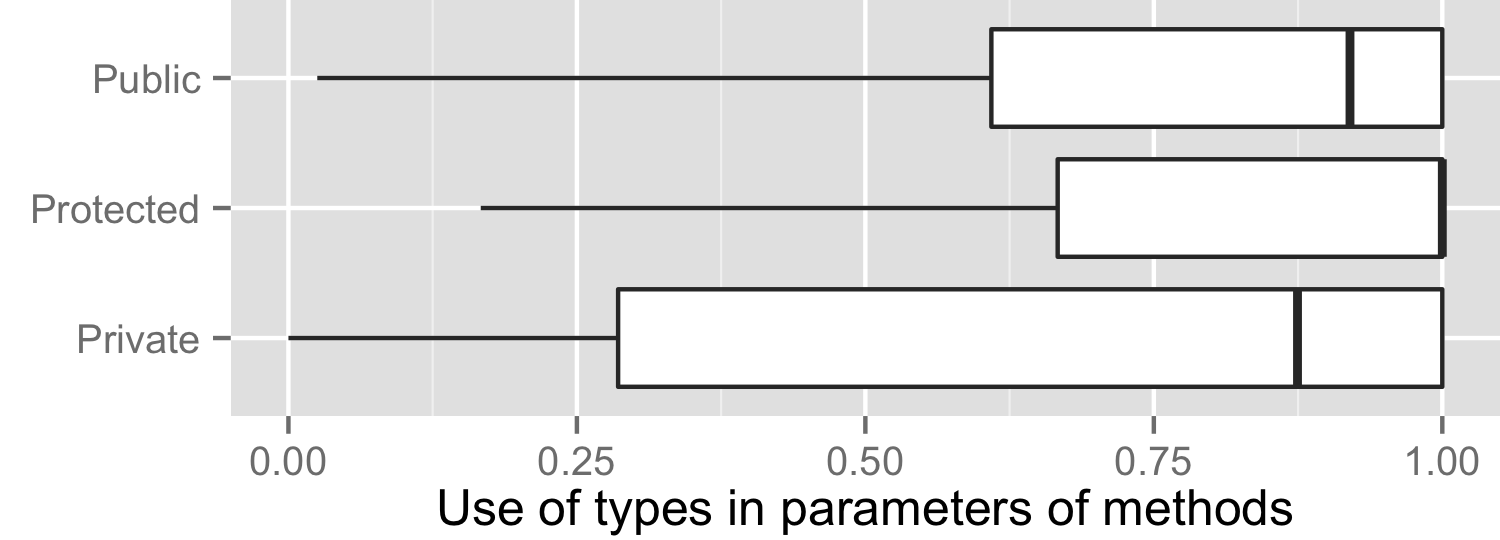 Public
Protected
Private
0.00 0.25 0.50 0.75 1.00
Use of types in parameters of methods